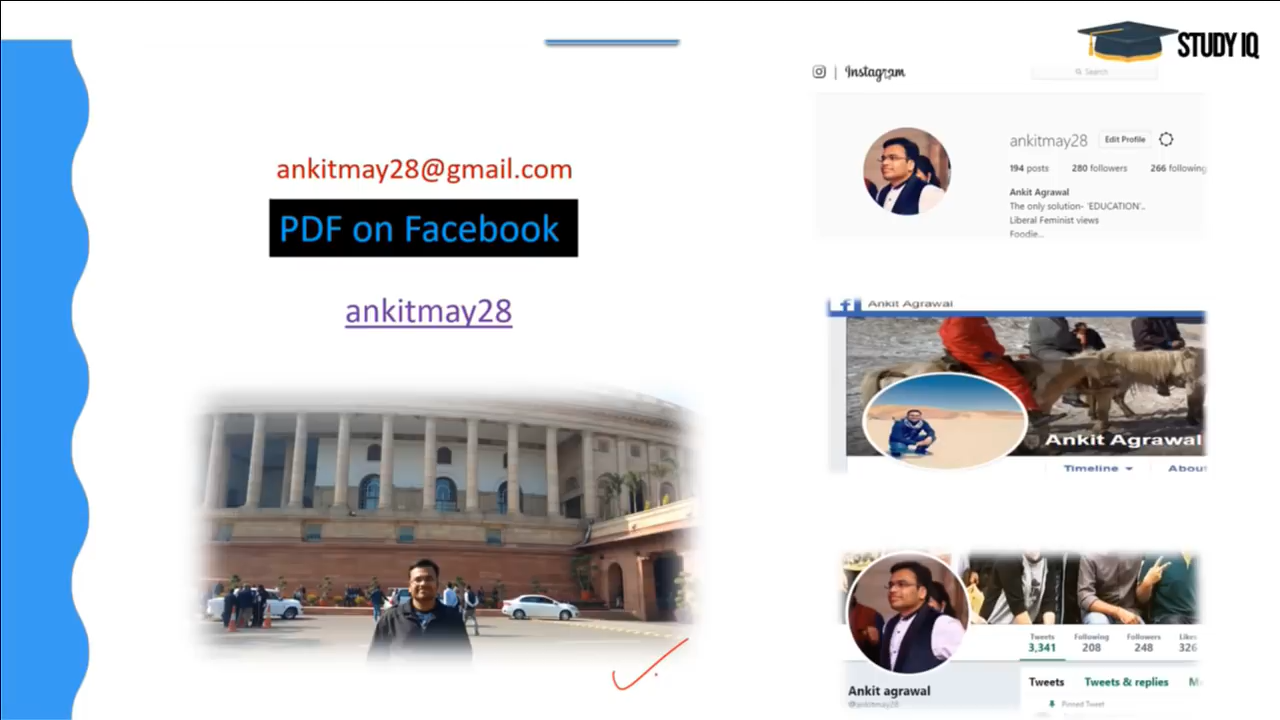 STUDY IQ
ankitmay28@gmail.com
PDF on Facebook
ankitmay28
Instagram
Search
ankitmay28 Edit Profile
194 posts 280 followers 266 following
Ankit Agrawal
The only solution- 'EDUCATION'..
Liberal Feminist views
Foodie...
f Ankit Agrawal
Ankit Agrawal
Timeline About
Tweets Following Followers Likes
3,341 208 248 326
Ankit agrawal
@ankitmay28
Tweets Tweets & replies
Pinned Tweet